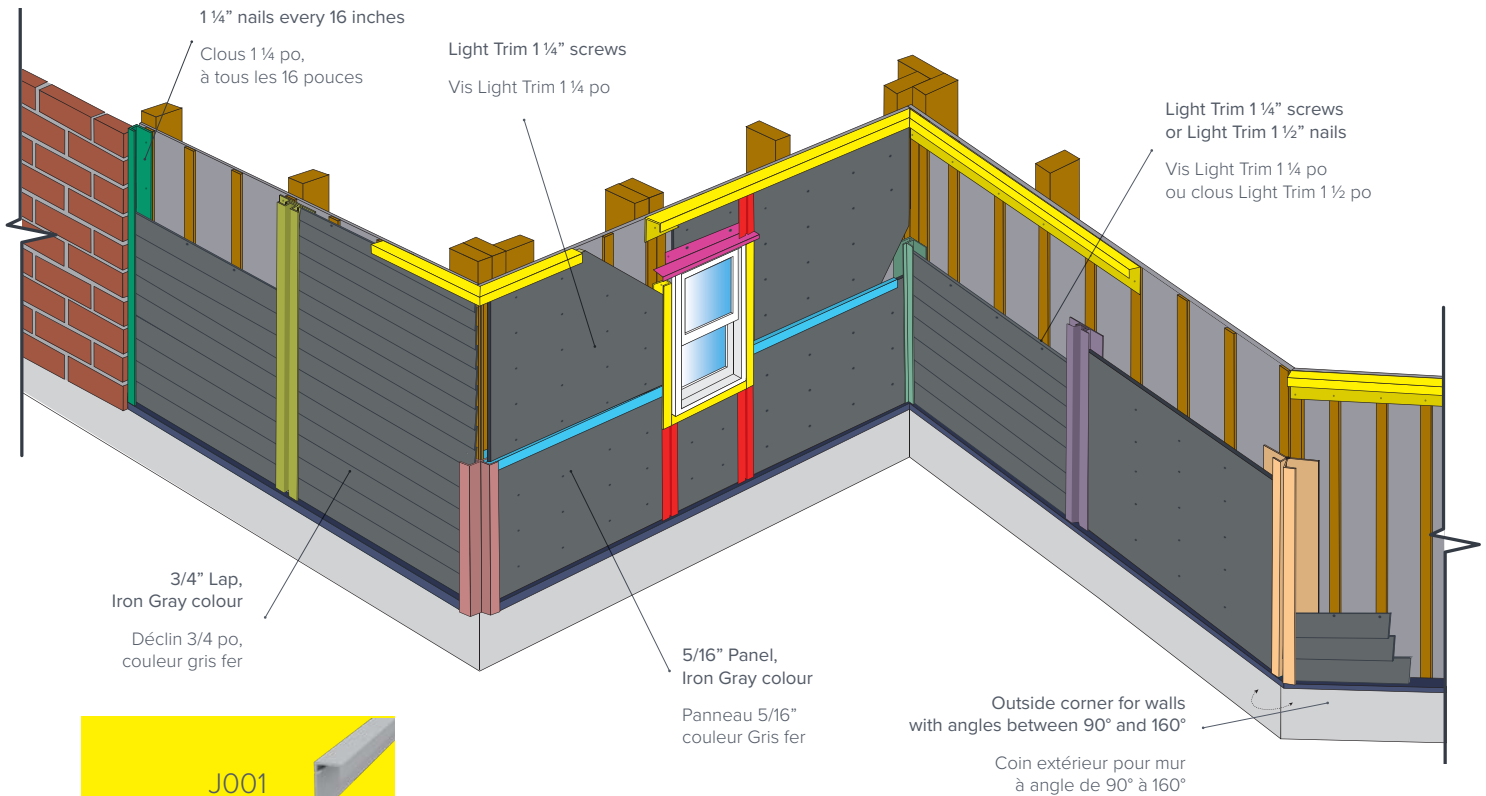 1 ¼” nails every 16 inches
Clous 1 ¼ po,
à tous les 16 pouces
Light Trim 1 ¼” screws
Vis Light Trim 1 ¼ po
Light Trim 1 ¼” screws
or Light Trim 1 ½” nails
Vis Light Trim 1 ¼ po
ou clous Light Trim 1 ½ po
3/4” Lap,
Iron Gray colour
Déclin 3/4 po,
couleur gris fer
5/16” Panel,
Iron Gray colour
Panneau 5/16”
couleur Gris fer
Outside corner for walls
with angles between 90° and 160°
Coin extérieur pour mur
à angle de 90° à 160°
J001